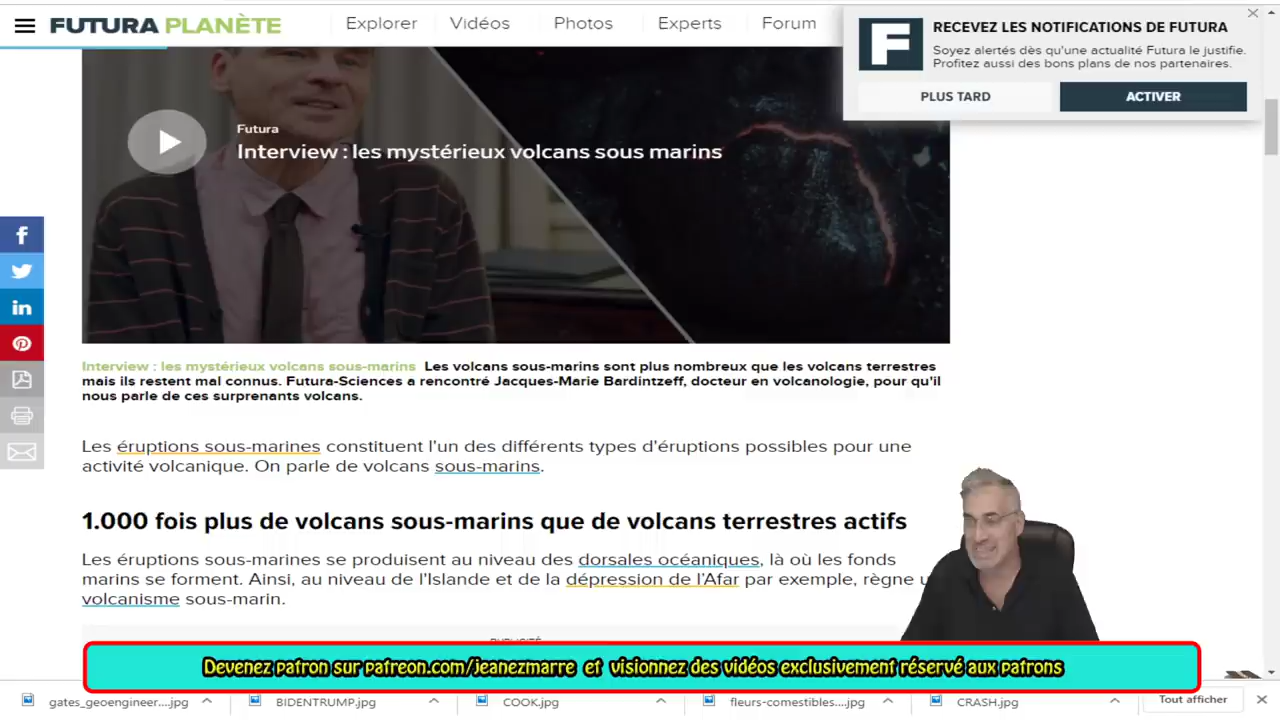 FUTURA PLANÈTE
Explorer Vidéos Photos Experts Forum
RECEVEZ LES NOTIFICATIONS DE FUTURA
Soyez alertés dès qu'une actualité Futura le justifie.
Profitez aussi des bons plans de nos partenaires.
PLUS TARD ACTIVER
Futura
Interview : les mystérieux volcans sous marins
Interview : les mystérieux volcans sous-marins Les volcans sous-marins sont plus nombreux que les volcans terrestres
mais ils restent mal connus. Futura-Sciences a rencontré Jacques-Marie Bardintzeff, docteur en volcanologie, pour qu'il
nous parle de ces surprenants volcans.
Les éruptions sous-marines constituent l'un des différents types d'éruptions possibles pour une
activité volcanique. On parle de volcans sous-marins.
1.000 fois plus de volcans sous-marins que de volcans terrestres actifs
Les éruptions sous-marines se produisent au niveau des dorsales océaniques, là où les fonds
marins se forment. Ainsi, au niveau de l'Islande et de la dépression de l'Afar par exemple, règne
volcanisme sous-marin.
Devenez patron sur patreon.com/jeanezmarre et visionnez des vidéos exclusivement réservé aux patrons
gates_geoengineer....jpg BIDENTRUMP.jpg COOK.jpg fleurs-comestibles....jpg CRASH.jpg Tout afficher